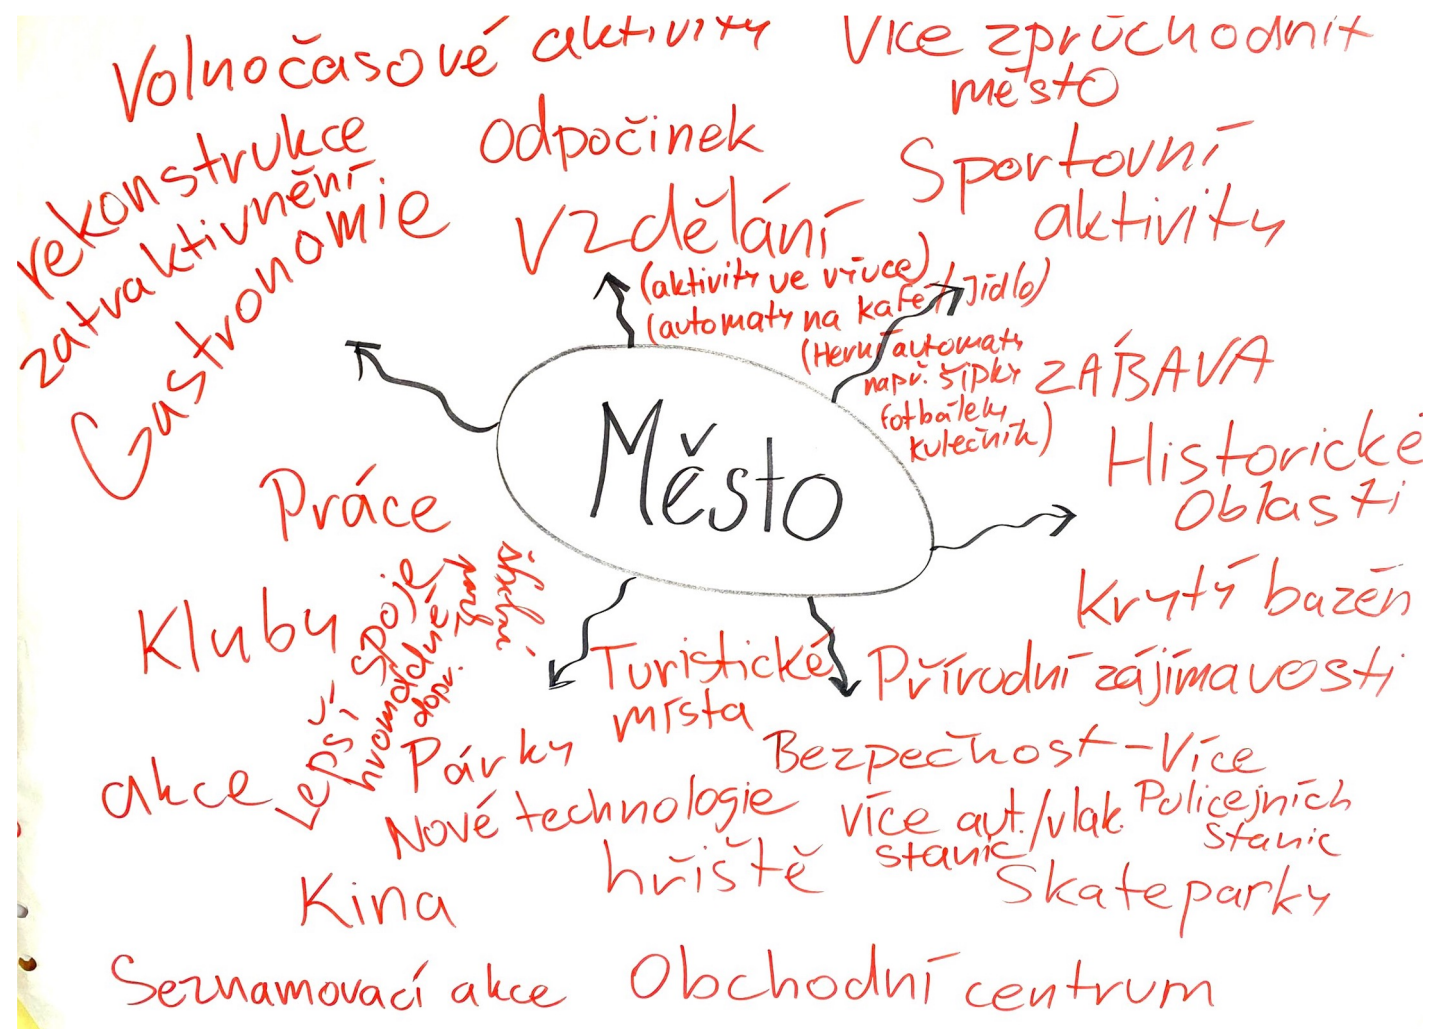 Volnočasové aktivity
Více zprůchodnit
město
rekonstrukce
zatraktivnění
Gastronomie
Odpočinek
Sportovní
aktivity
Vzdělání
(aktivity ve výuce)
(automaty na kafe/Jídlo)
(Herní automaty
např. šipky
fotbálek,
kulečník)
ZÁBAVA
Město
Historické
oblasti
Práce
Krytý bazén
Kluby
Lepší spoje
hromadné
dopr.
Turistické
místa
Přírodní zájímavosti
Párky
Bezpečnost - Více
Policejních
Stanic
akce
Nové technologie
více aut./vlak.
stanic
hřiště
Skateparky
Kina
Seznamovací akce
Obchodní centrum